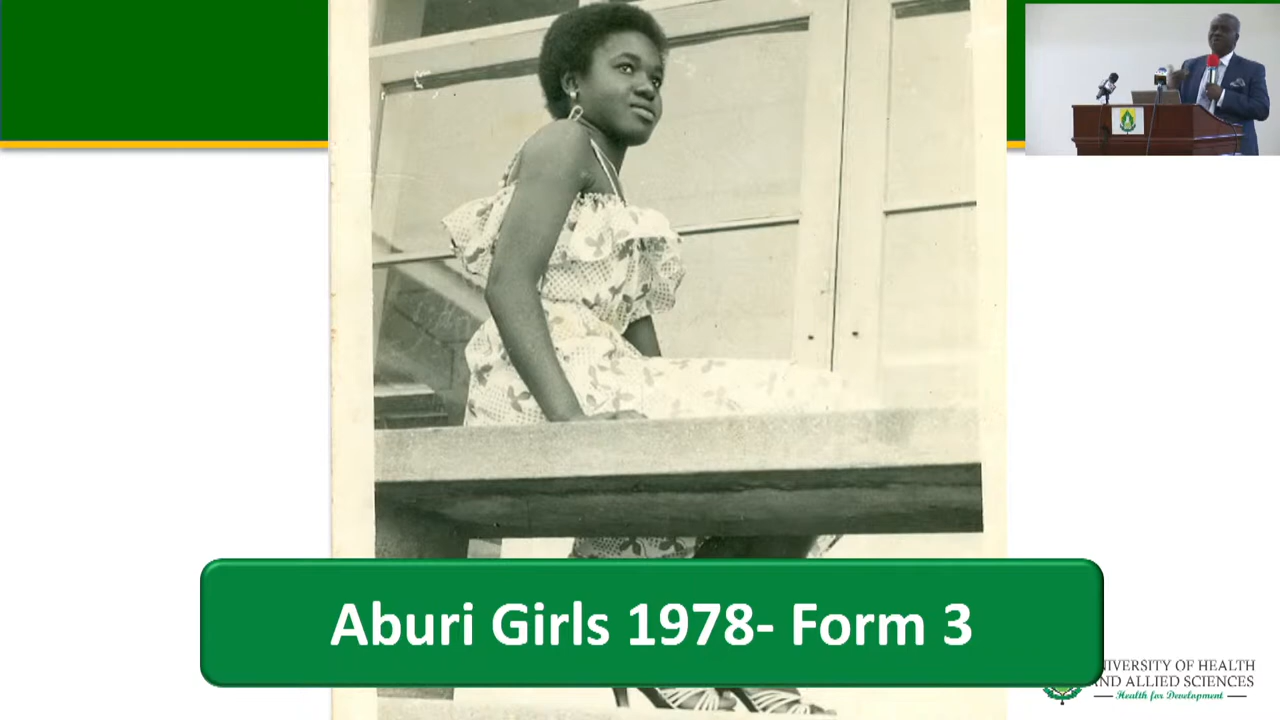 Aburi Girls 1978- Form 3
NIVERSITY OF HEALTH
AND ALLIED SCIENCES
Health for Development